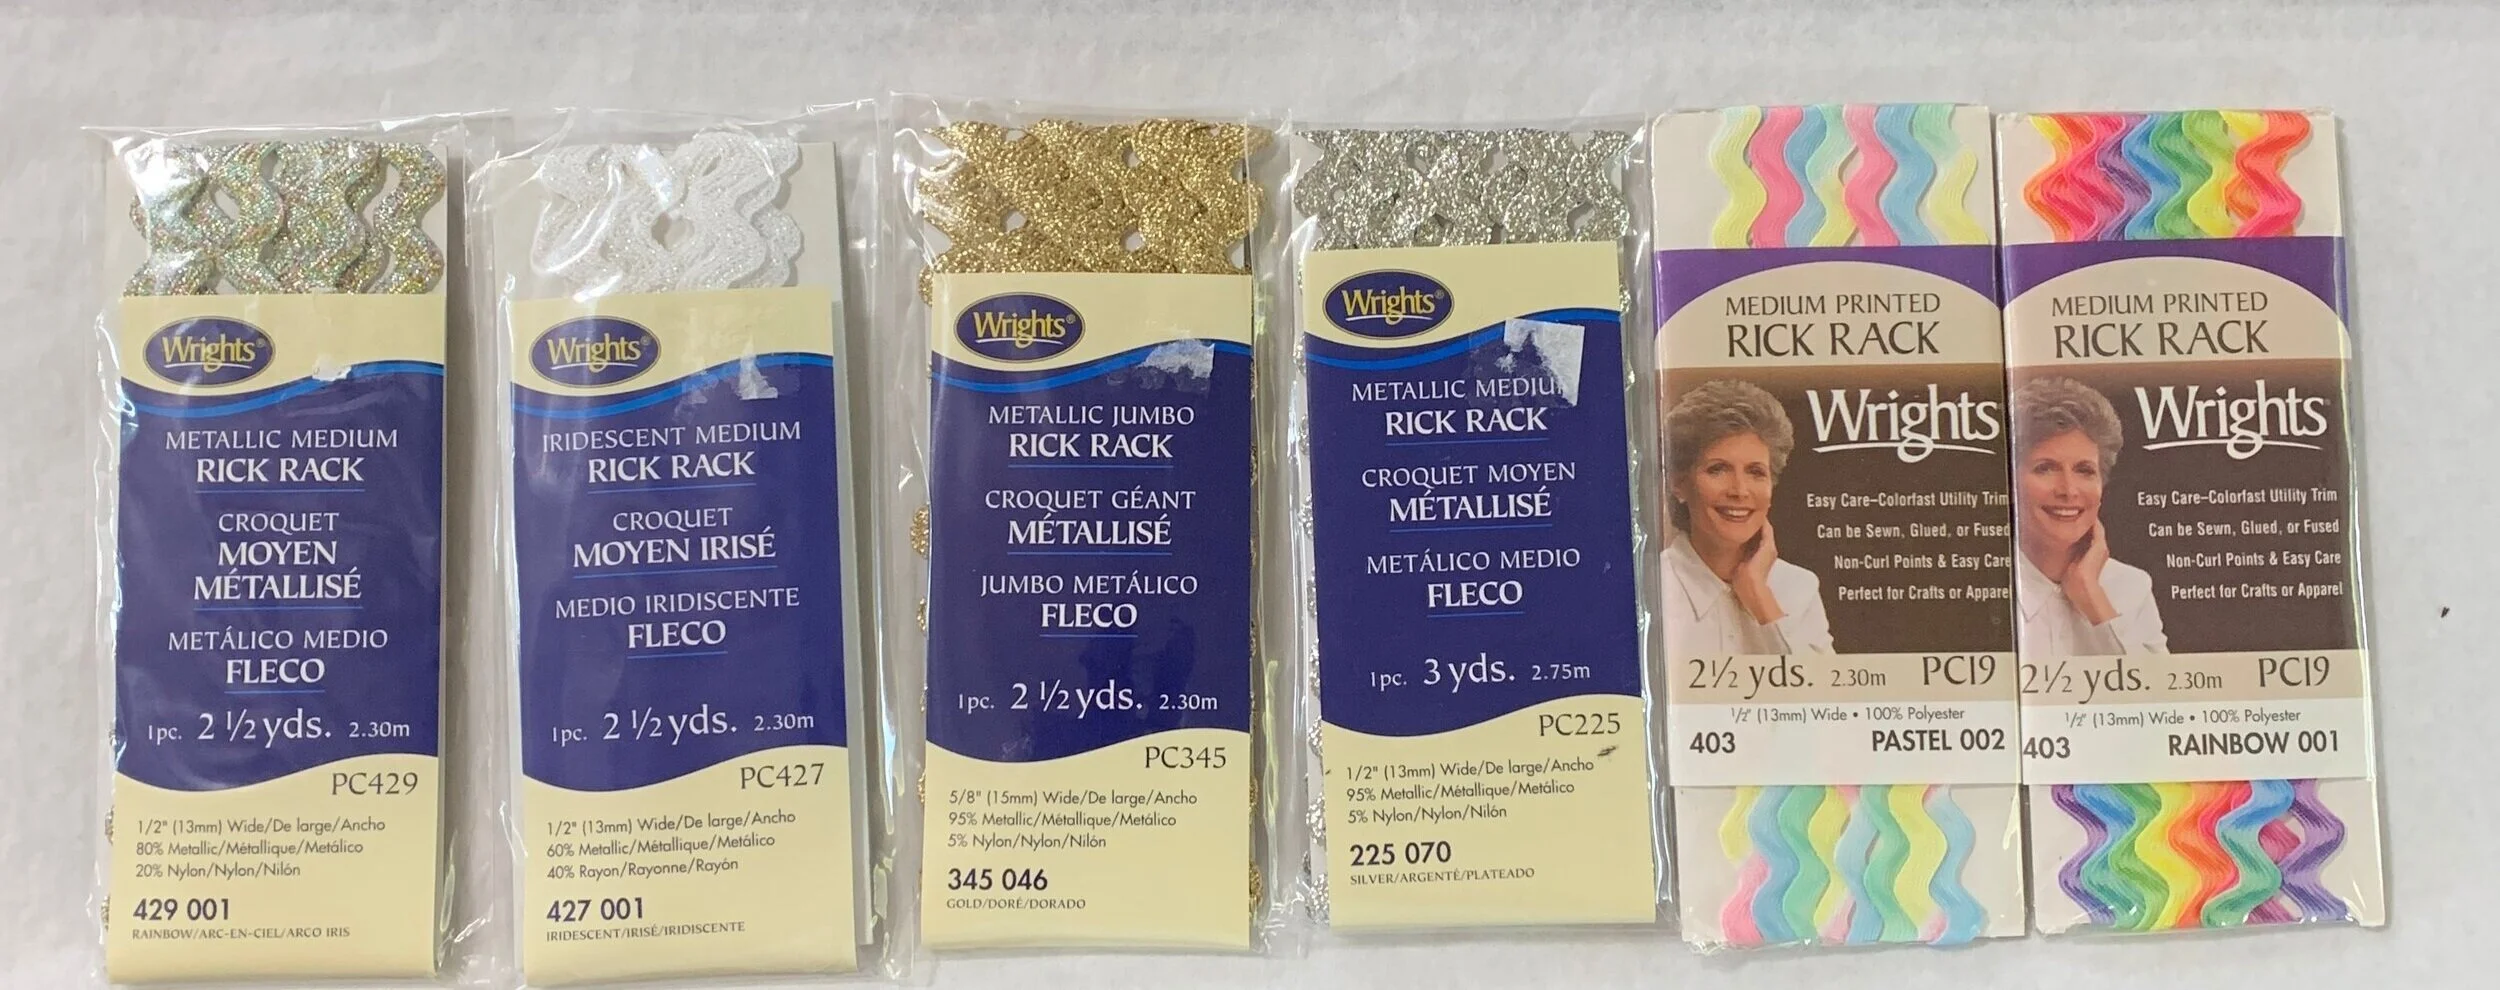 Wrights®
METALLIC MEDIUM
RICK RACK
CROQUET
MOYEN
MÉTALLISÉ
METÁLICO MEDIO
FLECO
1pc. 2 1/2 yds. 2.30m
PC429
1/2" (13mm) Wide/De large/Ancho
80% Metallic/Métallique/Metálico
20% Nylon/Nylon/Nilón
429 001
RAINBOW/ARC-EN-CIEL/ARCO IRIS
Wrights®
IRIDESCENT MEDIUM
RICK RACK
CROQUET
MOYEN IRISÉ
MEDIO IRIDISCENTE
FLECO
1pc. 2 1/2 yds. 2.30m
PC427
1/2" (13mm) Wide/De large/Ancho
60% Metallic/Métallique/Metálico
40% Rayon/Rayonne/Rayón
427 001
IRIDESCENT/IRISÉ/IRIDISCENTE
Wrights®
METALLIC JUMBO
RICK RACK
CROQUET GÉANT
MÉTALLISÉ
JUMBO METÁLICO
FLECO
1pc. 2 1/2 yds. 2.30m
PC345
5/8" (15mm) Wide/De large/Ancho
95% Metallic/Métallique/Metálico
5% Nylon/Nylon/Nilón
345 046
GOLD/DORÉ/DORADO
Wrights®
METALLIC MEDIU
RICK RACK
CROQUET MOYEN
MÉTALLISÉ
METÁLICO MEDIO
FLECO
1pc. 3 yds. 2.75m
PC225
1/2" (13mm) Wide/De large/Ancho
95% Metallic/Métallique/Metálico
5% Nylon/Nylon/Nilón
225 070
SILVER/ARGENTÉ/PLATEADO
MEDIUM PRINTED
RICK RACK
Wrights
Easy Care–Colorfast Utility Trim
Can be Sewn, Glued, or Fused
Non-Curl Points & Easy Care
Perfect for Crafts or Apparel
2½ yds. 2.30m PC19
½" (13mm) Wide • 100% Polyester
403 PASTEL 002
MEDIUM PRINTED
RICK RACK
Wrights
Easy Care–Colorfast Utility Trim
Can be Sewn, Glued, or Fused
Non-Curl Points & Easy Care
Perfect for Crafts or Apparel
2½ yds. 2.30m PC19
½" (13mm) Wide • 100% Polyester
403 RAINBOW 001